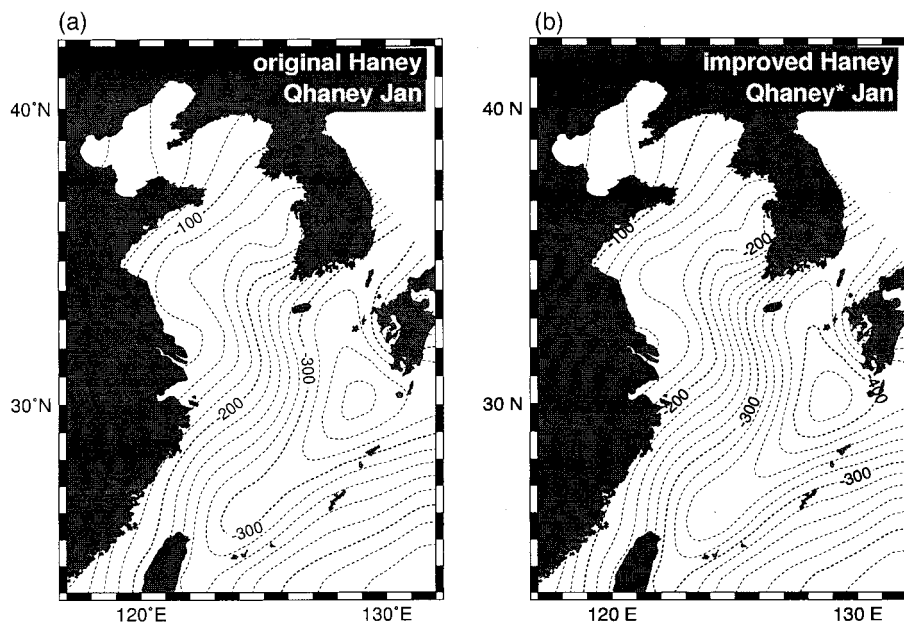 (a)
original Haney
Qhaney Jan
40°N
30°N
120°E
130°E
-100
-200
300
-300
(b)
improved Haney
Qhaney* Jan
40 N
30 N
120 E
130 E
-100
-200
-200
-300
-400
-300